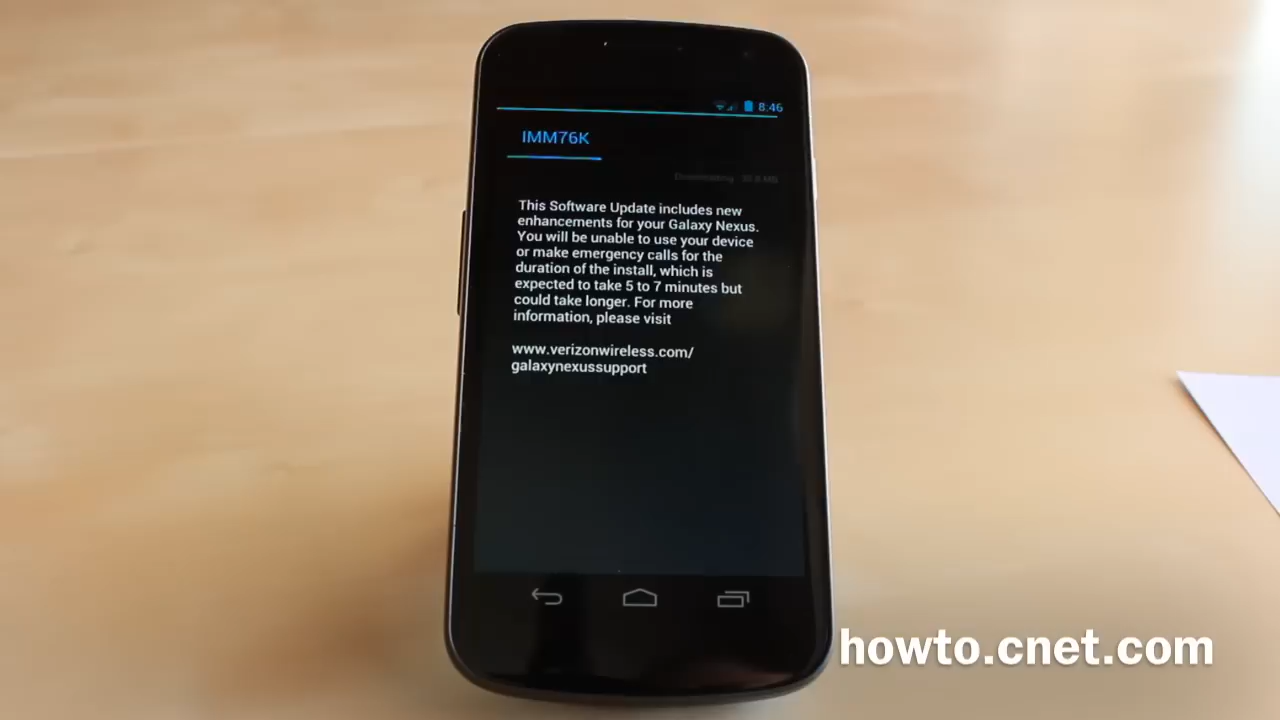 8:46
IMM76K
Downloading
This Software Update includes new
enhancements for your Galaxy Nexus.
You will be unable to use your device
or make emergency calls for the
duration of the install, which is
expected to take 5 to 7 minutes but
could take longer. For more
information, please visit
www.verizonwireless.com/
galaxynexussupport
howto.cnet.com